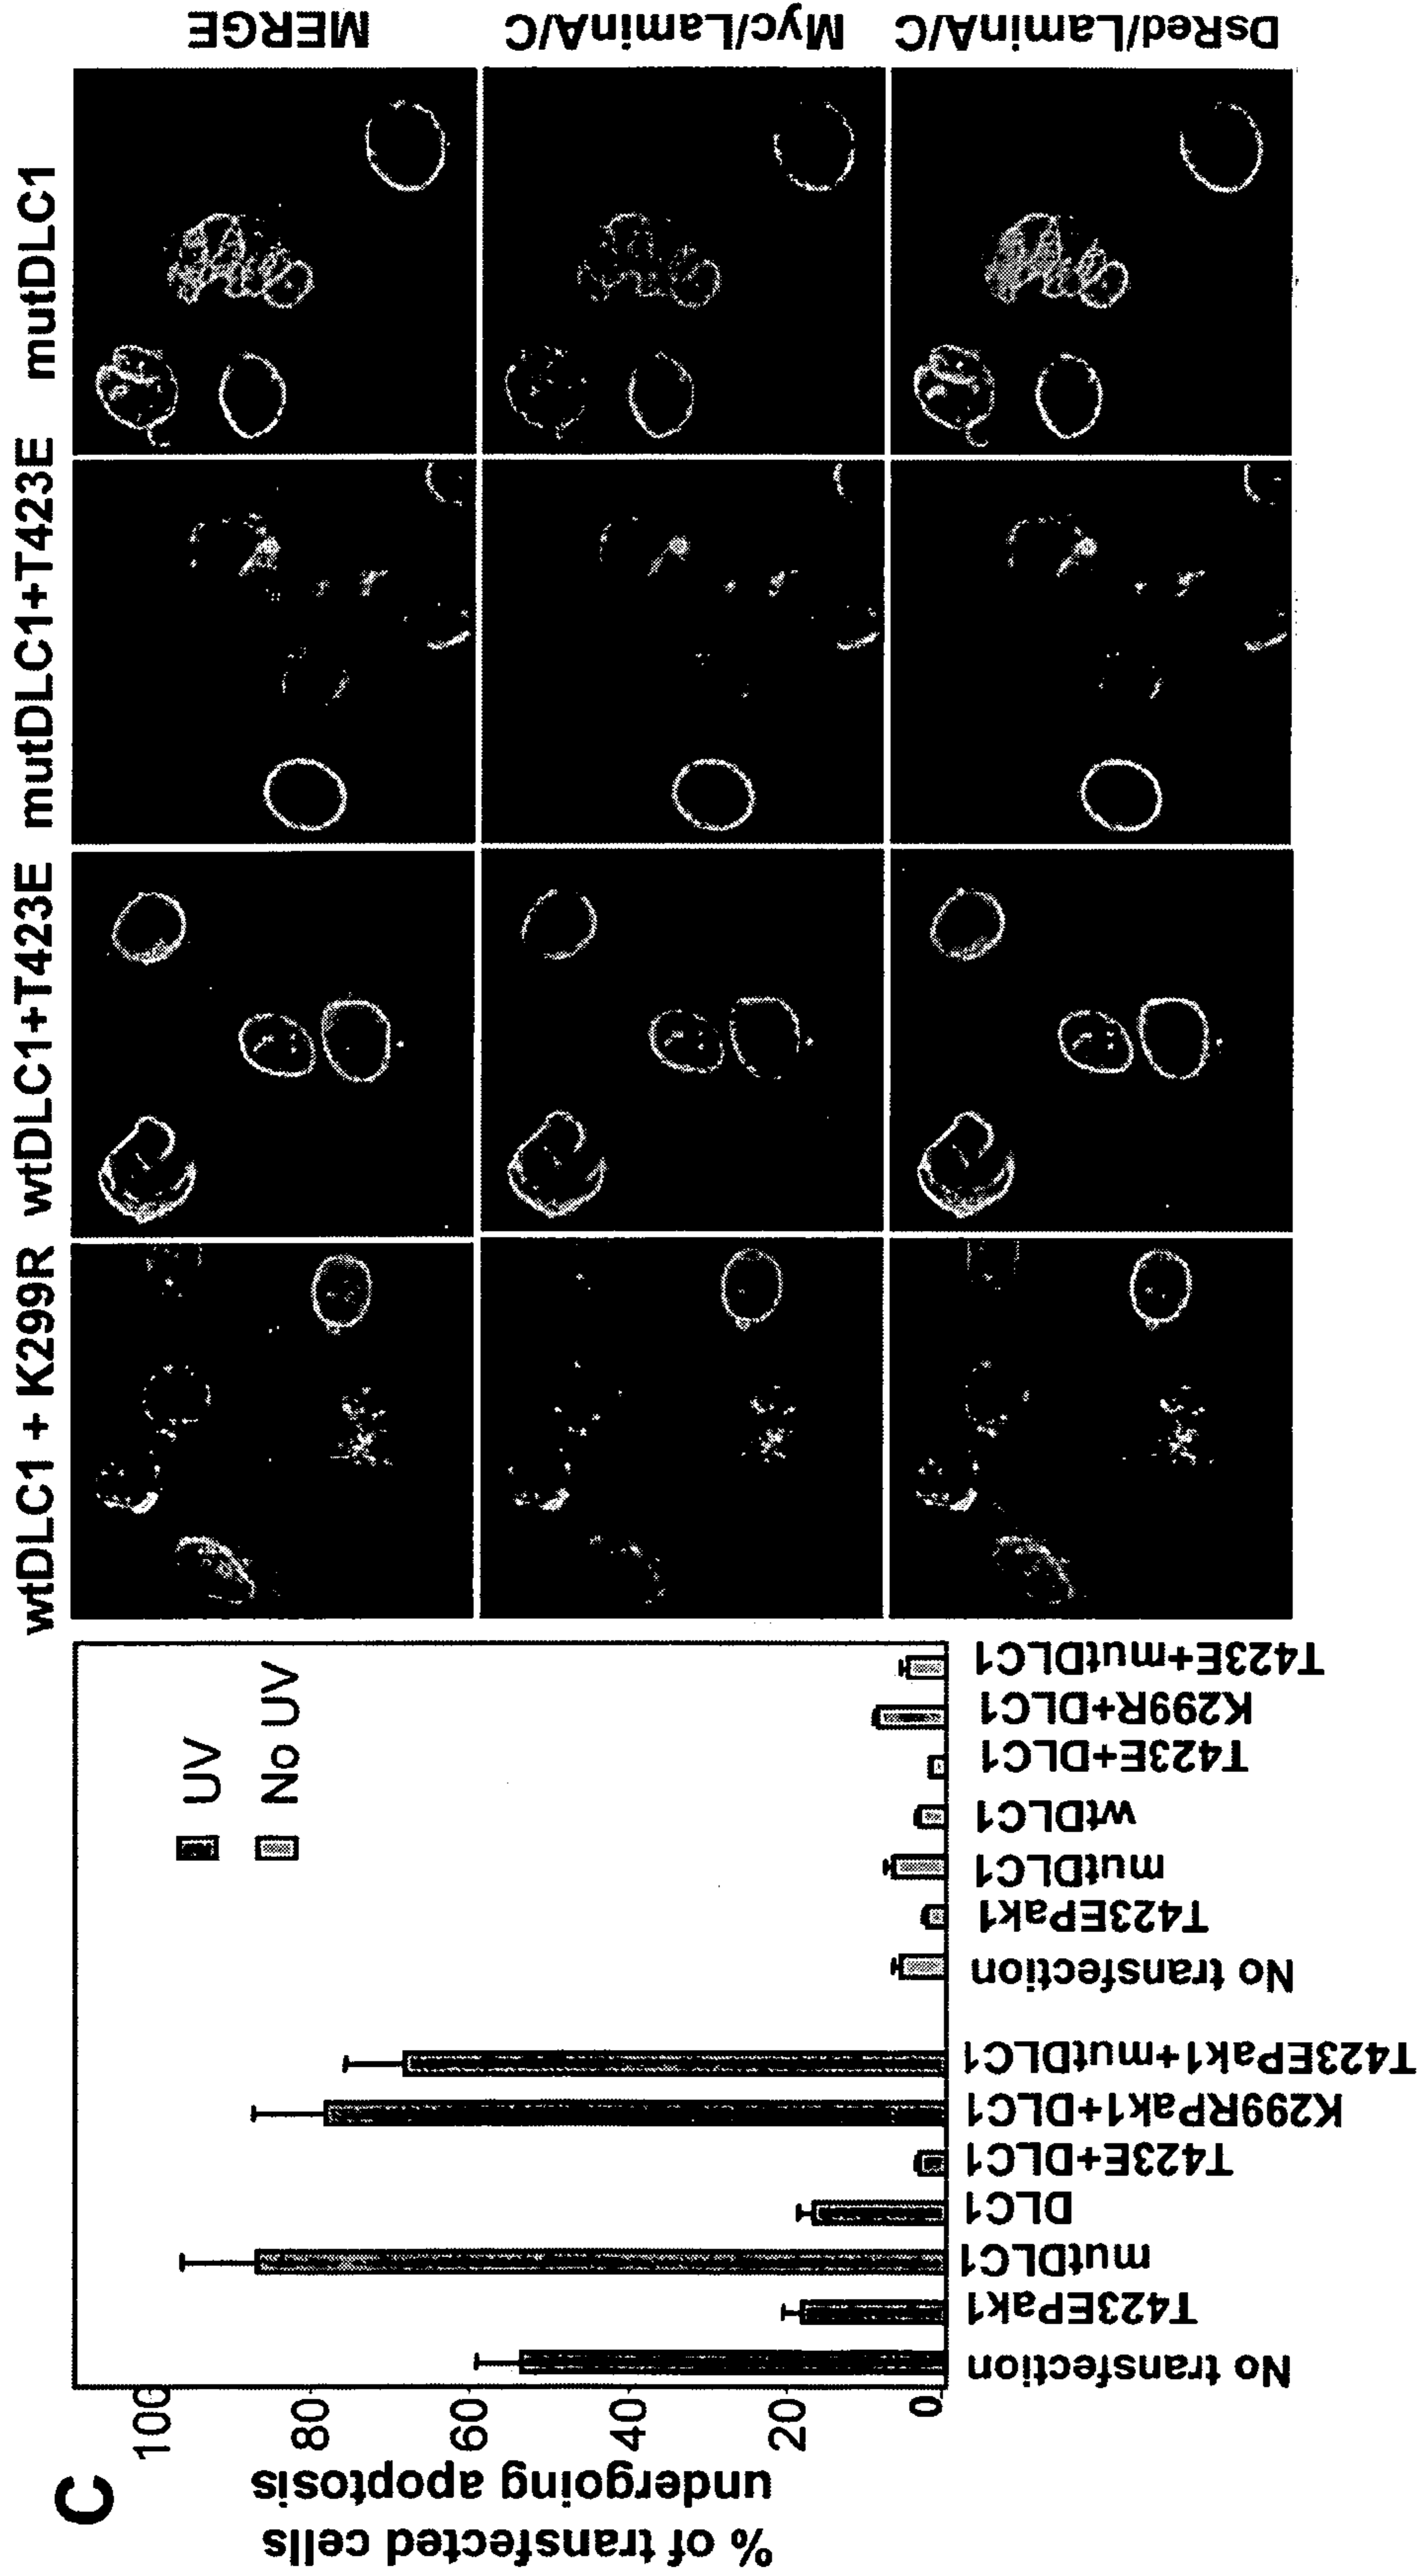 C
% of transfected cells
undergoing apoptosis
100
80
60
40
20
0
UV
No UV
No transfection
T423EPak1
mutDLC1
DLC1
T423E+DLC1
K299RPak1+DLC1
T423EPak1+mutDLC1
No transfection
T423EPak1
mutDLC1
wtDLC1
T423E+DLC1
K299R+DLC1
T423E+mutDLC1
wtDLC1 + K299R
wtDLC1+T423E
mutDLC1+T423E
mutDLC1
MERGE
Myc/LaminA/C
DsRed/LaminA/C